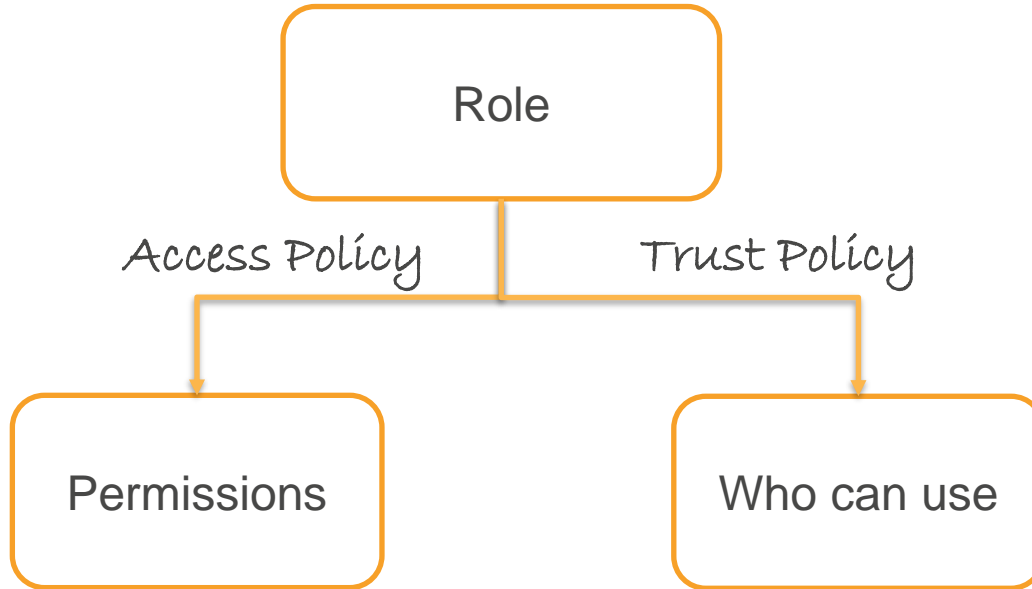 Role
Access Policy
Trust Policy
Permissions
Who can use